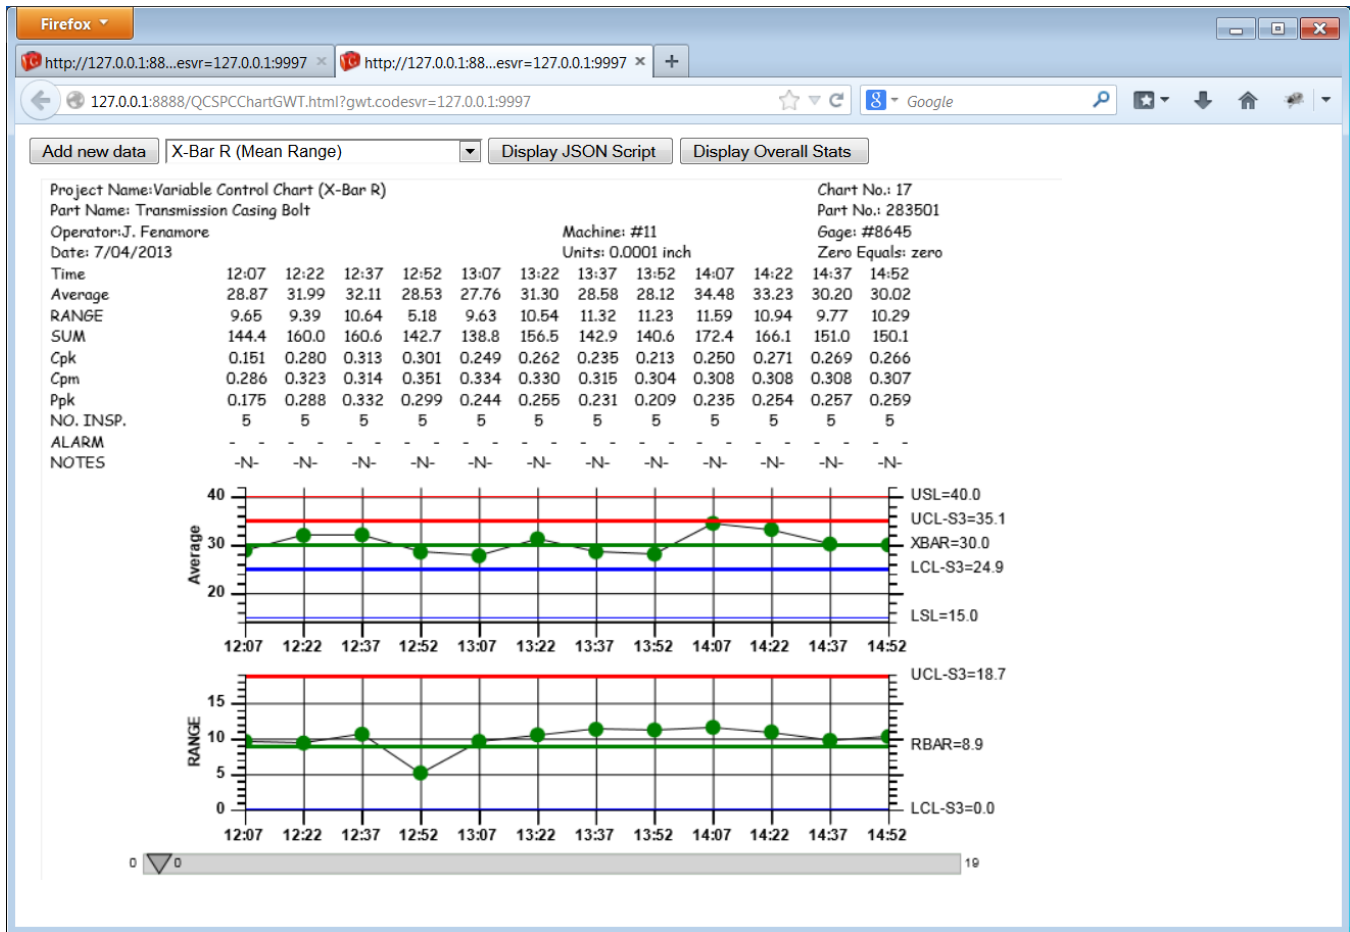 Firefox
http://127.0.0.1:88...esvr=127.0.0.1:9997 × http://127.0.0.1:88...esvr=127.0.0.1:9997 × +
127.0.0.1:8888/QCSPCChartGWT.html?gwt.codesvr=127.0.0.1:9997 8 Google
Add new data X-Bar R (Mean Range) Display JSON Script Display Overall Stats
Project Name:Variable Control Chart (X-Bar R) Chart No.: 17
Part Name: Transmission Casing Bolt Part No.: 283501
Operator:J. Fenamore Machine: #11 Gage: #8645
Date: 7/04/2013 Units: 0.0001 inch Zero Equals: zero
Time 12:07 12:22 12:37 12:52 13:07 13:22 13:37 13:52 14:07 14:22 14:37 14:52
Average 28.87 31.99 32.11 28.53 27.76 31.30 28.58 28.12 34.48 33.23 30.20 30.02
RANGE 9.65 9.39 10.64 5.18 9.63 10.54 11.32 11.23 11.59 10.94 9.77 10.29
SUM 144.4 160.0 160.6 142.7 138.8 156.5 142.9 140.6 172.4 166.1 151.0 150.1
Cpk 0.151 0.280 0.313 0.301 0.249 0.262 0.235 0.213 0.250 0.271 0.269 0.266
Cpm 0.286 0.323 0.314 0.351 0.334 0.330 0.315 0.304 0.308 0.308 0.308 0.307
Ppk 0.175 0.288 0.332 0.299 0.244 0.255 0.231 0.209 0.235 0.254 0.257 0.259
NO. INSP. 5 5 5 5 5 5 5 5 5 5 5 5
ALARM - - - - - - - - - - - - - - - - - - - - - - - -
NOTES -N- -N- -N- -N- -N- -N- -N- -N- -N- -N- -N- -N-
40 USL=40.0
UCL-S3=35.1
Average
30 XBAR=30.0
LCL-S3=24.9
20
LSL=15.0
12:07 12:22 12:37 12:52 13:07 13:22 13:37 13:52 14:07 14:22 14:37 14:52
UCL-S3=18.7
15
RANGE
10
RBAR=8.9
5
0 LCL-S3=0.0
12:07 12:22 12:37 12:52 13:07 13:22 13:37 13:52 14:07 14:22 14:37 14:52
0 0 19